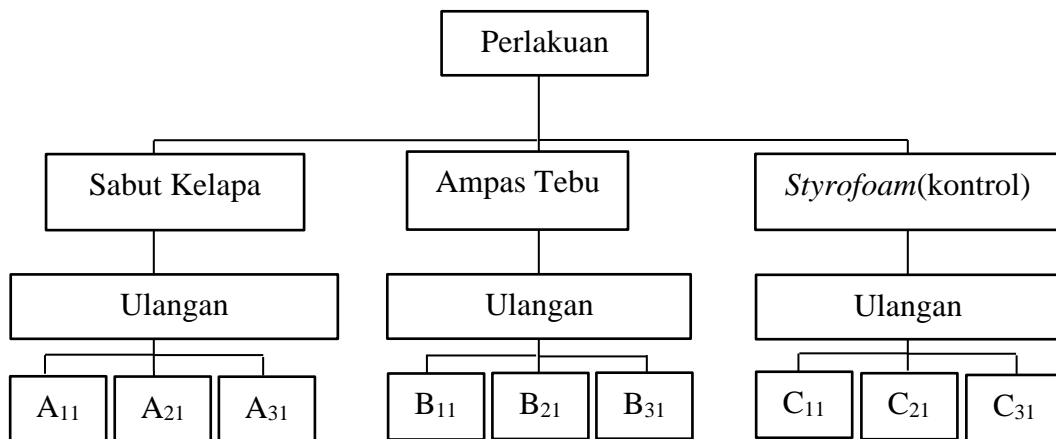 Perlakuan
Sabut Kelapa
Ampas Tebu
Styrofoam(kontrol)
Ulangan
Ulangan
Ulangan
A11
A21
A31
B11
B21
B31
C11
C21
C31